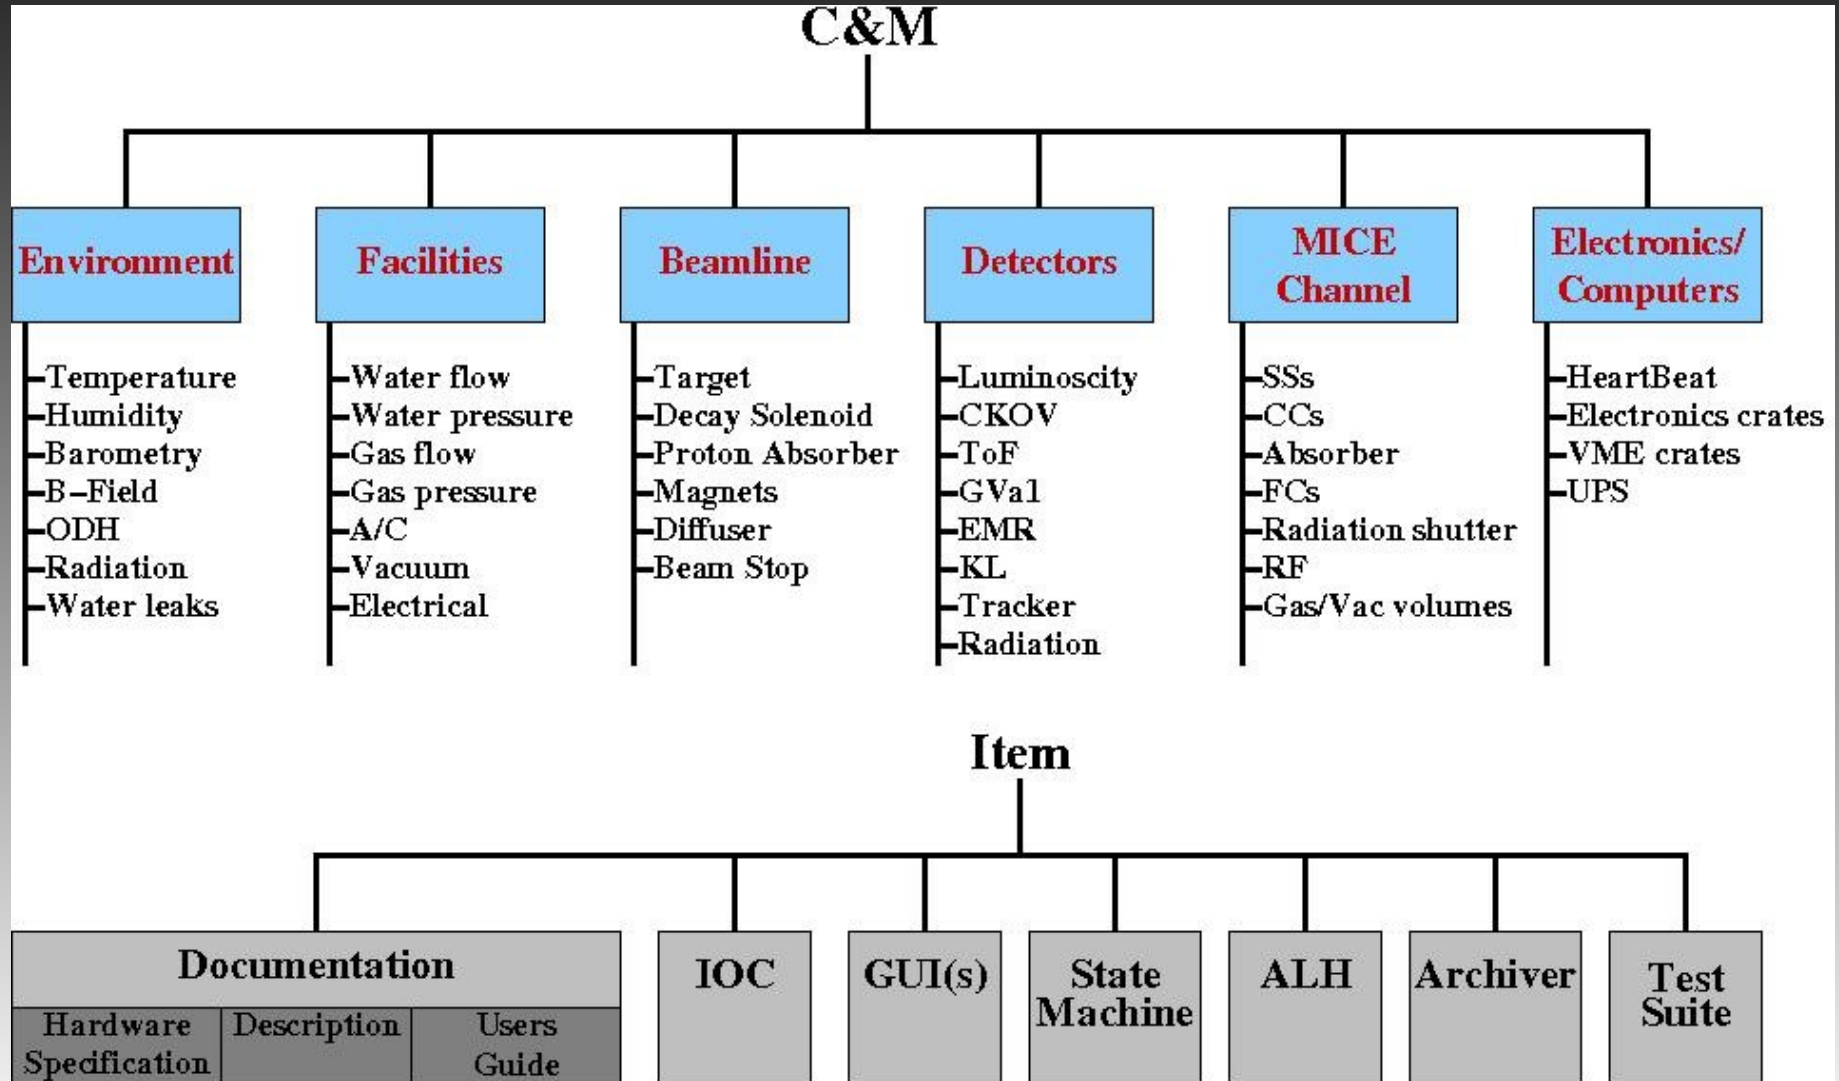 C&M
Environment
Facilities
Beamline
Detectors
MICE
Channel
Electronics/
Computers
Temperature
Humidity
Barometry
B-Field
ODH
Radiation
Water leaks
Water flow
Water pressure
Gas flow
Gas pressure
A/C
Vacuum
Electrical
Target
Decay Solenoid
Proton Absorber
Magnets
Diffuser
Beam Stop
Luminoscity
CKOV
ToF
GVa1
EMR
KL
Tracker
Radiation
SSs
CCs
Absorber
FCs
Radiation shutter
RF
Gas/Vac volumes
HeartBeat
Electronics crates
VME crates
UPS
Item
Documentation
Hardware
Specification
Description
Users
Guide
IOC
GUI(s)
State
Machine
ALH
Archiver
Test
Suite